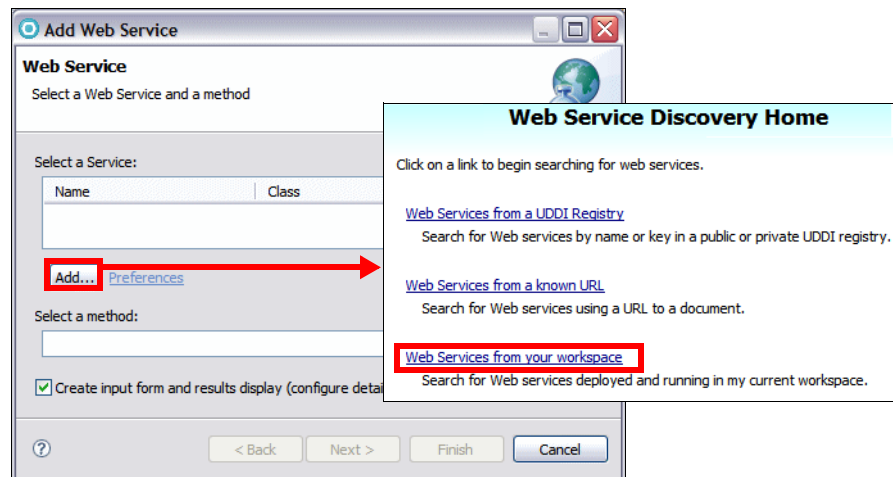 Add Web Service
Web Service
Select a Web Service and a method
Select a Service:
Name Class
Add... Preferences
Select a method:
Create input form and results display (configure detai
? < Back Next > Finish Cancel
Web Service Discovery Home
Click on a link to begin searching for web services.
Web Services from a UDDI Registry
Search for Web services by name or key in a public or private UDDI registry.
Web Services from a known URL
Search for Web services using a URL to a document.
Web Services from your workspace
Search for Web services deployed and running in my current workspace.